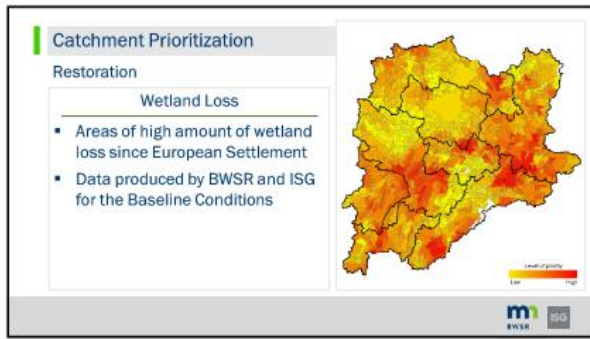 Catchment Prioritization
Restoration
Wetland Loss
▪ Areas of high amount of wetland
loss since European Settlement
▪ Data produced by BWSR and ISG
for the Baseline Conditions
Level of priority
Low High
mn
BWSR
ISG